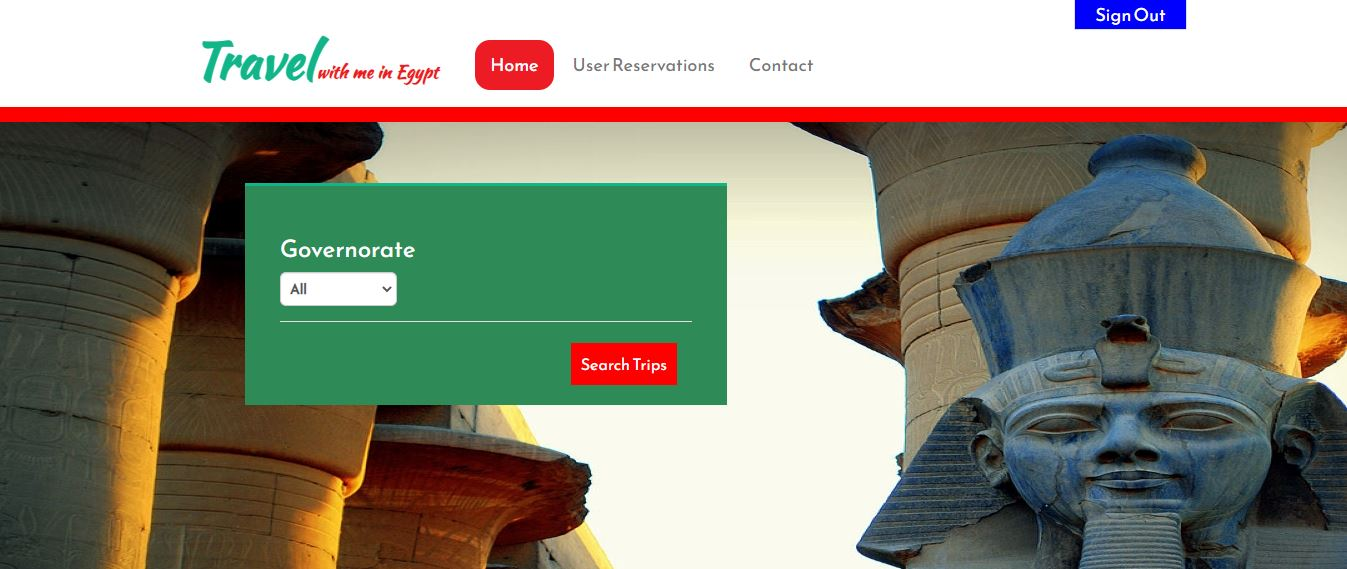 Sign Out
Travel with me in Egypt
Home
User Reservations
Contact
Governorate
All
Search Trips